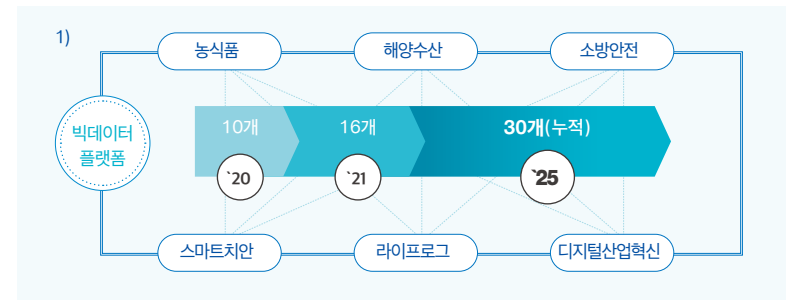 1)
농식품
해양수산
소방안전
빅데이터
플랫폼
10개
16개
30개(누적)
`20
`21
`25
스마트치안
라이프로그
디지털산업혁신